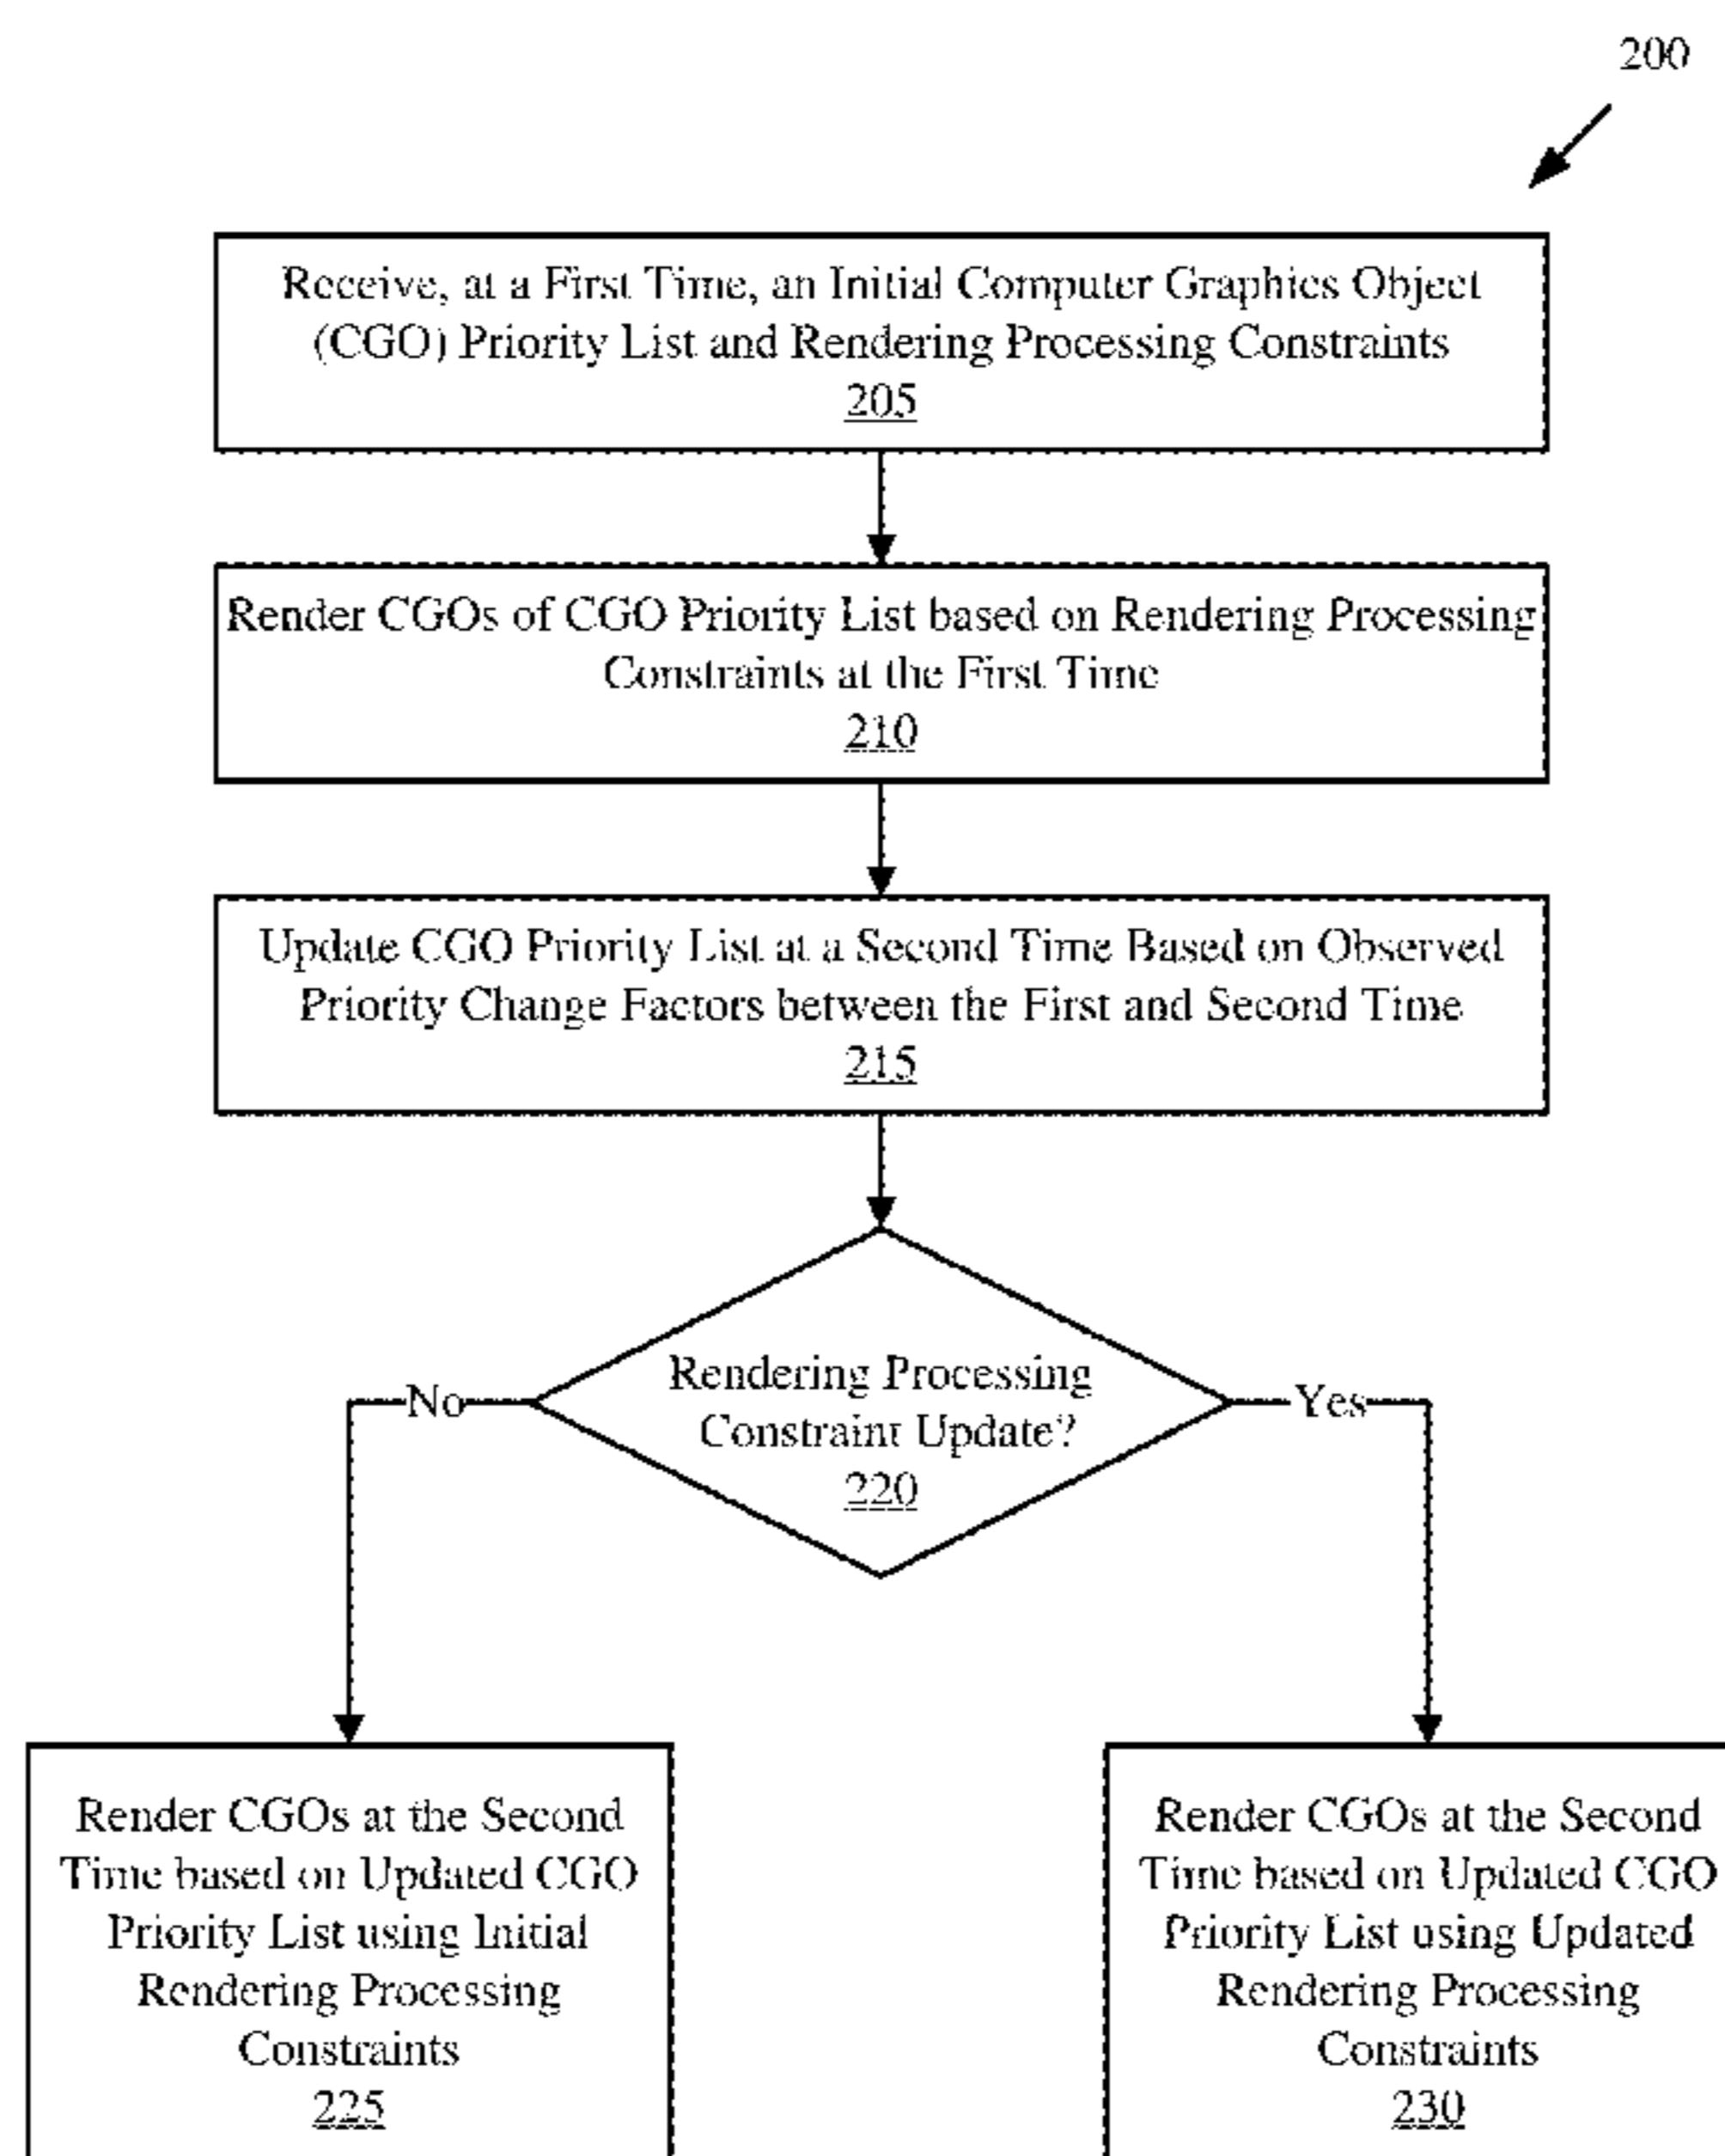 200
Receive, at a First Time, an Initial Computer Graphics Object
(CGO) Priority List and Rendering Processing Constraints
205
Render CGOs of CGO Priority List based on Rendering Processing
Constraints at the First Time
210
Update CGO Priority List at a Second Time Based on Observed
Priority Change Factors between the First and Second Time
215
Rendering Processing
Constraint Update?
220
No
Yes
Render CGOs at the Second
Time based on Updated CGO
Priority List using Initial
Rendering Processing
Constraints
225
Render CGOs at the Second
Time based on Updated CGO
Priority List using Updated
Rendering Processing
Constraints
230